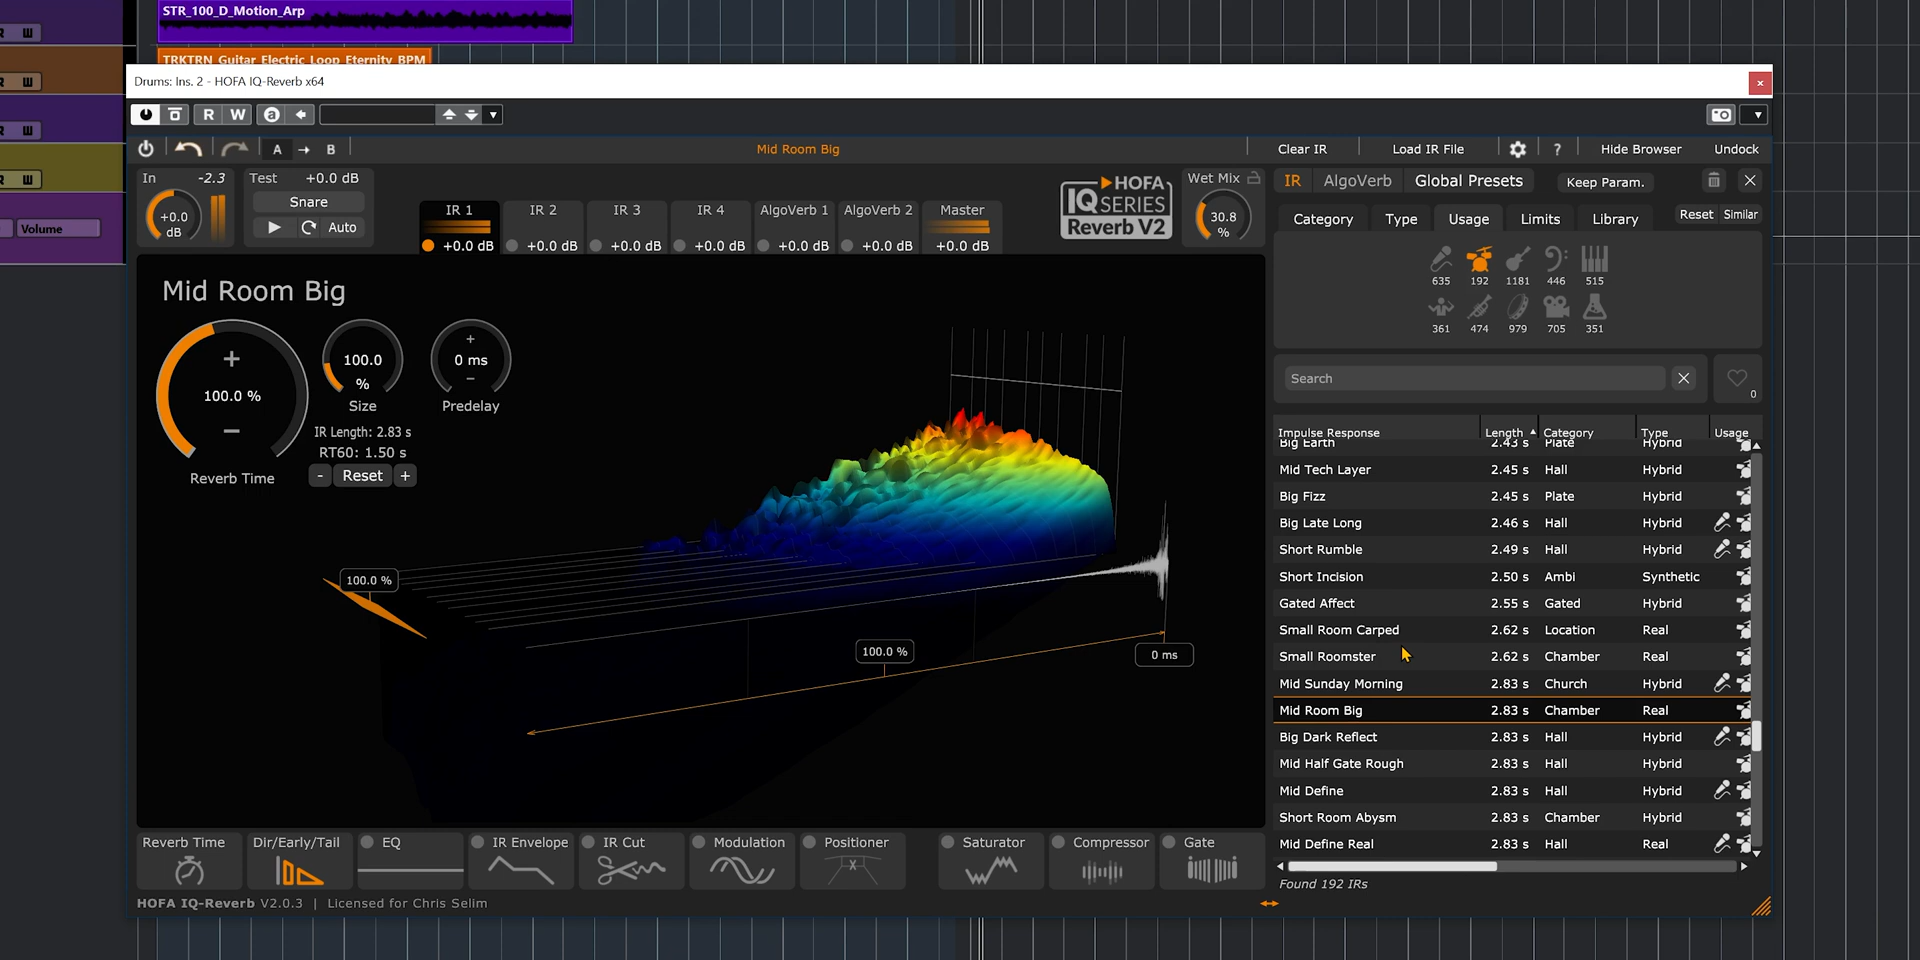 STR_100_D_Motion_Arp
TRKTRN Guitar Electric Loop Eternity BPM
Drums: Ins. 2 - HOFA IQ-Reverb x64
R W
A → B
Mid Room Big
Clear IR
Load IR File
?
Hide Browser
Undock
In -2.3
+0.0 dB
Test +0.0 dB
Snare
Auto
IR 1 +0.0 dB
IR 2 +0.0 dB
IR 3 +0.0 dB
IR 4 +0.0 dB
AlgoVerb 1 +0.0 dB
AlgoVerb 2 +0.0 dB
Master +0.0 dB
HOFA
IQ SERIES
Reverb V2
Wet Mix
30.8 %
IR AlgoVerb Global Presets Keep Param.
Category Type Usage Limits Library Reset Similar
635 192 1181 446 515
361 474 979 705 351
Search
0
Volume
W
W
W
W
Mid Room Big
+
100.0 %
−
Reverb Time
100.0 %
Size
+
0 ms
−
Predelay
IR Length: 2.83 s
RT60: 1.50 s
- Reset +
100.0 %
100.0 %
0 ms
Impulse Response Length Category Type Usage
Big Earth 2.43 s Plate Hybrid
Mid Tech Layer 2.45 s Hall Hybrid
Big Fizz 2.45 s Plate Hybrid
Big Late Long 2.46 s Hall Hybrid
Short Rumble 2.49 s Hall Hybrid
Short Incision 2.50 s Ambi Synthetic
Gated Affect 2.55 s Gated Hybrid
Small Room Carped 2.62 s Location Real
Small Roomster 2.62 s Chamber Real
Mid Sunday Morning 2.83 s Church Hybrid
Mid Room Big 2.83 s Chamber Real
Big Dark Reflect 2.83 s Hall Hybrid
Mid Half Gate Rough 2.83 s Hall Hybrid
Mid Define 2.83 s Hall Hybrid
Short Room Abysm 2.83 s Chamber Hybrid
Mid Define Real 2.83 s Hall Real
Found 192 IRs
Reverb Time
Dir/Early/Tail
EQ
IR Envelope
IR Cut
Modulation
Positioner
Saturator
Compressor
Gate
HOFA IQ-Reverb V2.0.3 | Licensed for Chris Selim